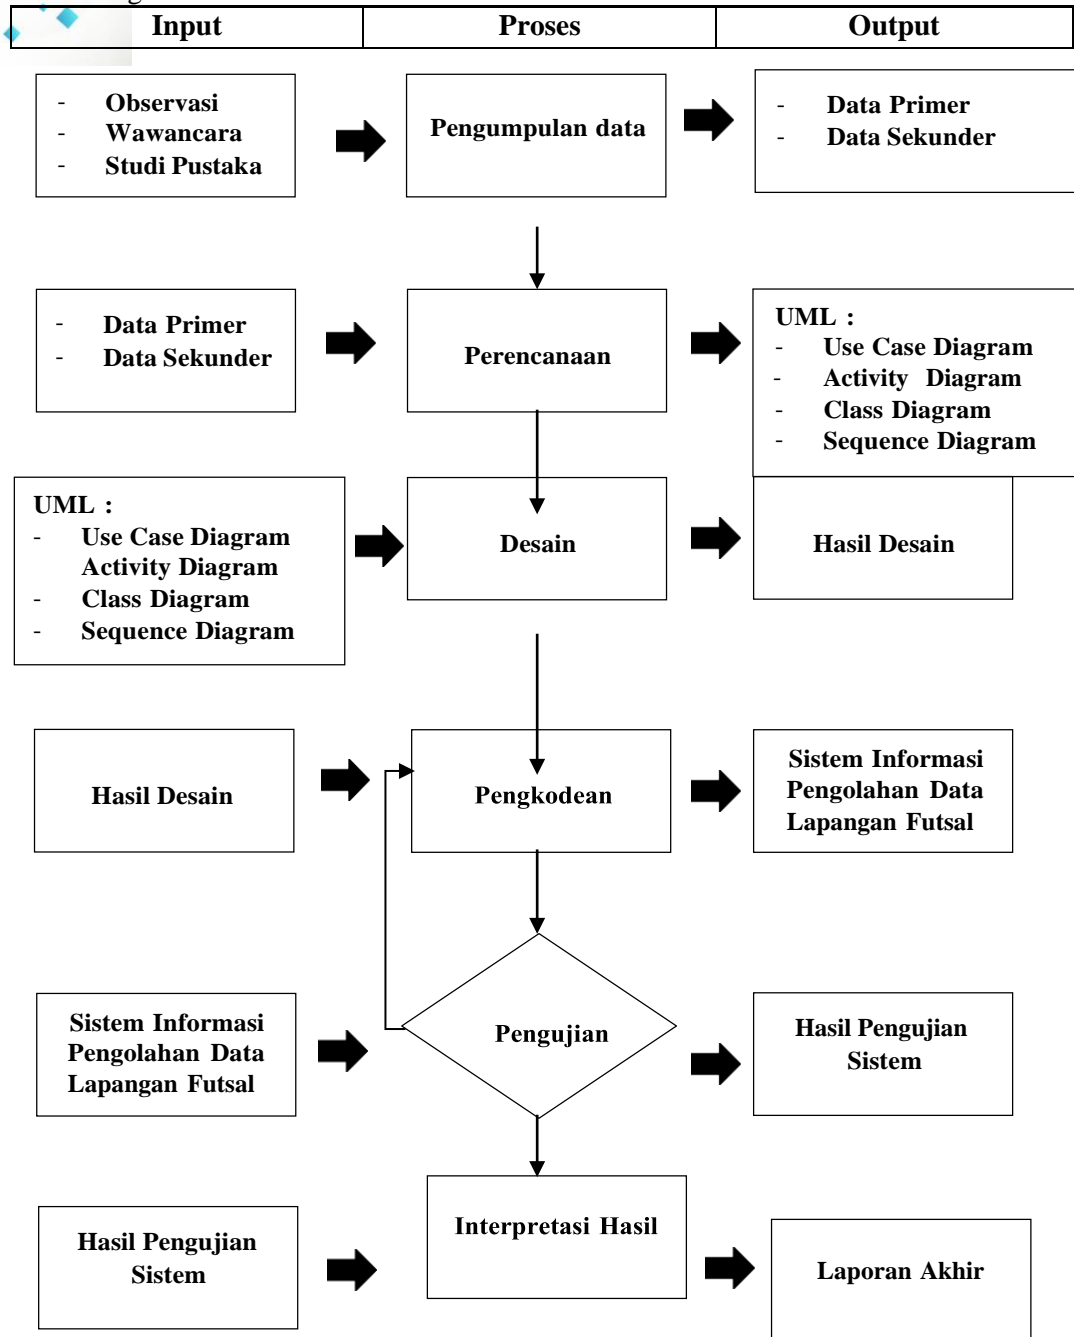 Input Proses Output
- Observasi
- Wawancara
- Studi Pustaka
Pengumpulan data
- Data Primer
- Data Sekunder
- Data Primer
- Data Sekunder
Perencanaan
UML :
- Use Case Diagram
- Activity Diagram
- Class Diagram
- Sequence Diagram
UML :
- Use Case Diagram
Activity Diagram
- Class Diagram
- Sequence Diagram
Desain
Hasil Desain
Hasil Desain
Pengkodean
Sistem Informasi
Pengolahan Data
Lapangan Futsal
Sistem Informasi
Pengolahan Data
Lapangan Futsal
Pengujian
Hasil Pengujian
Sistem
Hasil Pengujian
Sistem
Interpretasi Hasil
Laporan Akhir